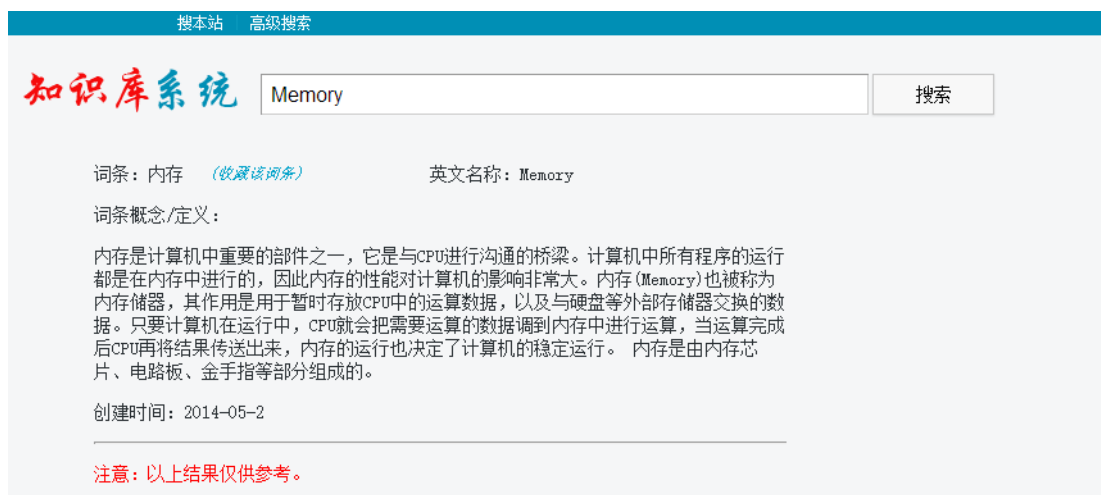 搜本站 高级搜索
知识库系统 Memory 搜索
词条：内存 (收藏该词条) 英文名称：Memory
词条概念/定义：
内存是计算机中重要的部件之一，它是与CPU进行沟通的桥梁。计算机中所有程序的运行
都是在内存中进行的，因此内存的性能对计算机的影响非常大。内存(Memory)也被称为
内存储器，其作用是用于暂时存放CPU中的运算数据，以及与硬盘等外部存储器交换的数
据。只要计算机在运行中，CPU就会把需要运算的数据调到内存中进行运算，当运算完成
后CPU再将结果传送出来，内存的运行也决定了计算机的稳定运行。 内存是由内存芯
片、电路板、金手指等部分组成的。
创建时间：2014-05-2
注意：以上结果仅供参考。